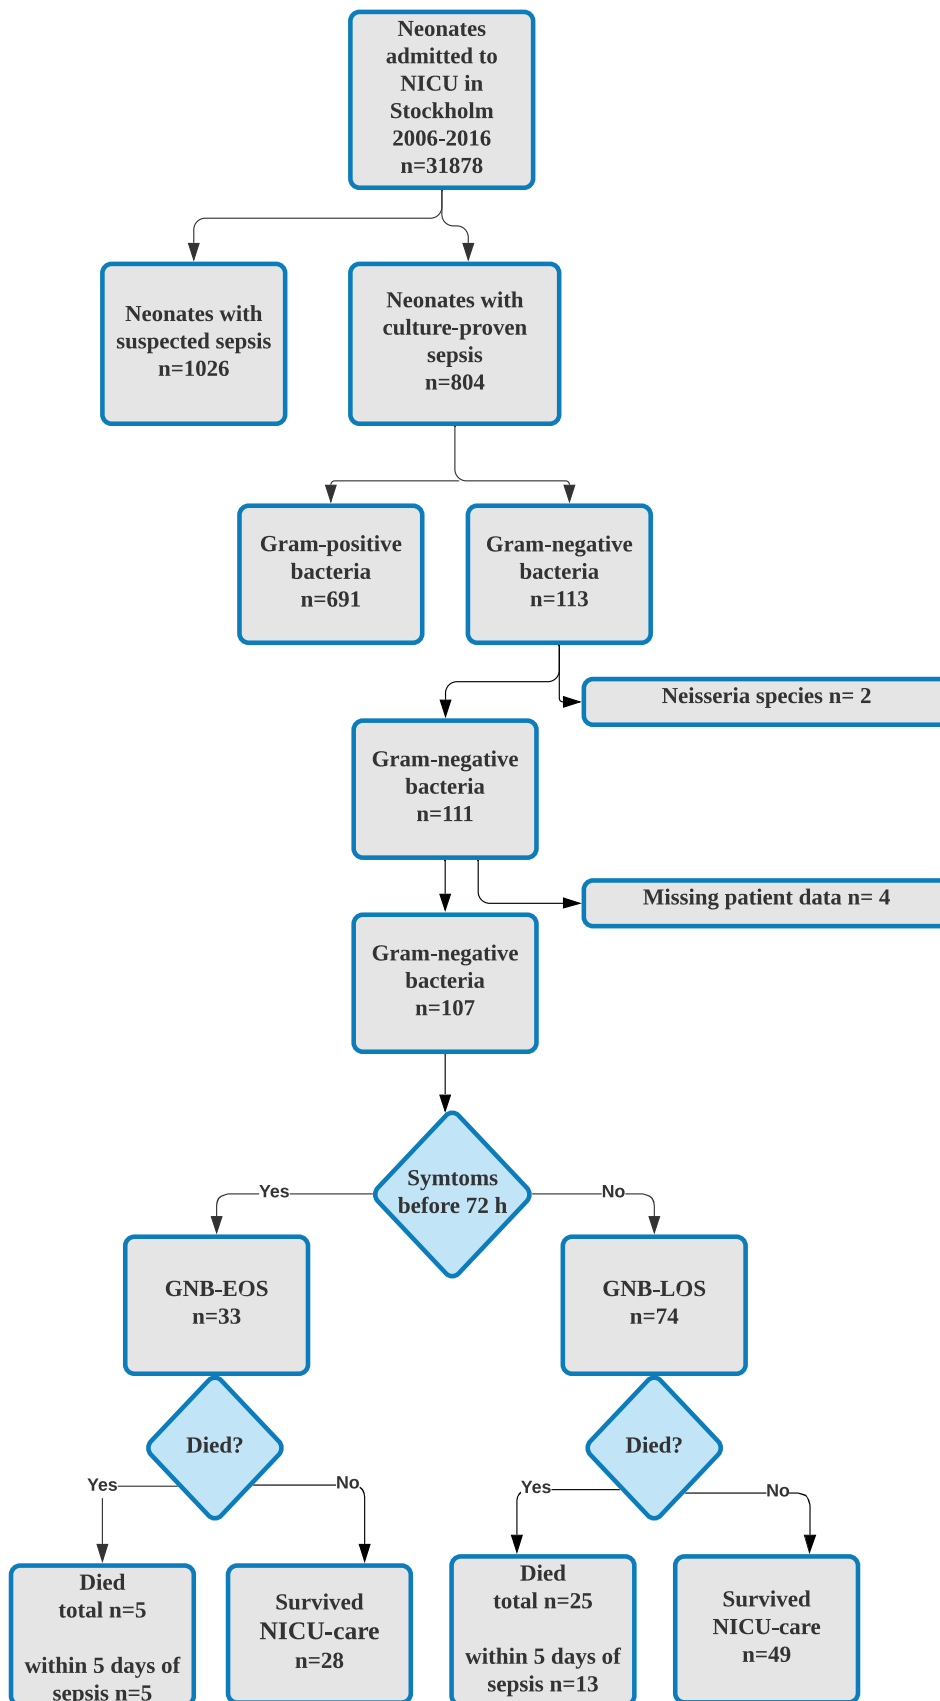 Neonates
admitted to
NICU in
Stockholm
2006-2016
n=31878
Neonates with
suspected sepsis
n=1026
Neonates with
culture-proven
sepsis
n=804
Gram-positive
bacteria
n=691
Gram-negative
bacteria
n=113
Neisseria species n= 2
Gram-negative
bacteria
n=111
Missing patient data n= 4
Gram-negative
bacteria
n=107
Symtoms
before 72 h
Yes
No
GNB-EOS
n=33
GNB-LOS
n=74
Died?
Yes
No
Died?
Yes
No
Died
total n=5
within 5 days of
sepsis n=5
Survived
NICU-care
n=28
Died
total n=25
within 5 days of
sepsis n=13
Survived
NICU-care
n=49